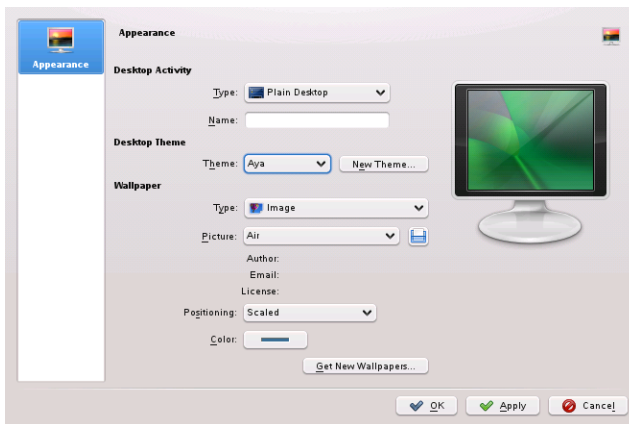 Appearance
Appearance
Desktop Activity
Type: Plain Desktop
Name:
Desktop Theme
Theme: Aya New Theme...
Wallpaper
Type: Image
Picture: Air
Author:
Email:
License:
Positioning: Scaled
Color:
Get New Wallpapers...
OK Apply Cancel